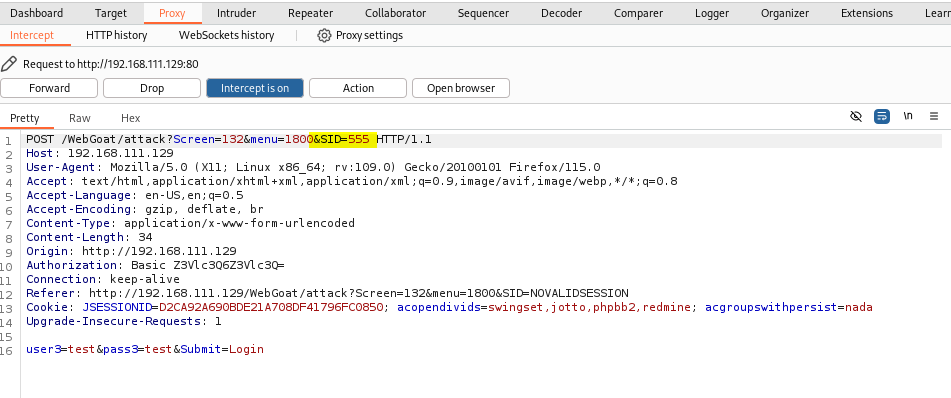 Dashboard Target Proxy Intruder Repeater Collaborator Sequencer Decoder Comparer Logger Organizer Extensions Learn
Intercept HTTP history WebSockets history Proxy settings
Request to http://192.168.111.129:80
Forward Drop Intercept is on Action Open browser
Pretty Raw Hex \n
1 POST /WebGoat/attack?Screen=132&menu=1800&SID=555 HTTP/1.1
2 Host: 192.168.111.129
3 User-Agent: Mozilla/5.0 (X11; Linux x86_64; rv:109.0) Gecko/20100101 Firefox/115.0
4 Accept: text/html,application/xhtml+xml,application/xml;q=0.9,image/avif,image/webp,*/*;q=0.8
5 Accept-Language: en-US,en;q=0.5
6 Accept-Encoding: gzip, deflate, br
7 Content-Type: application/x-www-form-urlencoded
8 Content-Length: 34
9 Origin: http://192.168.111.129
10 Authorization: Basic Z3Vlc3Q6Z3Vlc3Q=
11 Connection: keep-alive
12 Referer: http://192.168.111.129/WebGoat/attack?Screen=132&menu=1800&SID=NOVALIDSESSION
13 Cookie: JSESSIONID=D2CA92A690BDE21A708DF41796FC0850; acopendivids=swingset,jotto,phpbb2,redmine; acgroupswithpersist=nada
14 Upgrade-Insecure-Requests: 1
15
16 user3=test&pass3=test&Submit=Login